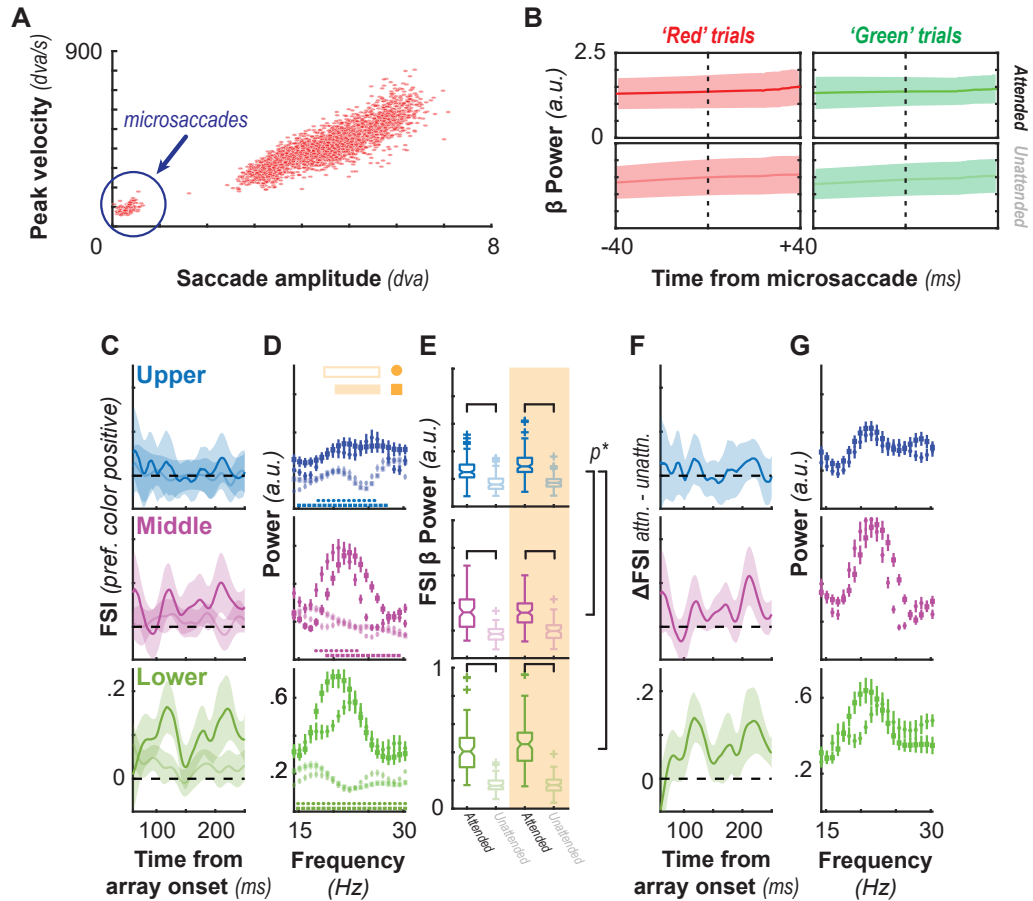 A
900
Peak velocity (dva/s)
microsaccades
0
8
Saccade amplitude (dva)
B
'Red' trials
'Green' trials
2.5
β Power (a.u.)
0
Attended
Unattended
-40
+40
Time from microsaccade (ms)
C
D
E
F
G
Upper
Middle
Lower
FSI (pref. color positive)
.2
0
100
200
Time from
array onset (ms)
Power (a.u.)
.6
.2
15
30
Frequency
(Hz)
FSI β Power (a.u.)
1
0
Attended
Unattended
Attended
Unattended
p*
ΔFSI attn. - unattn.
.2
0
100
200
Time from
array onset (ms)
Power (a.u.)
.6
.2
15
30
Frequency
(Hz)